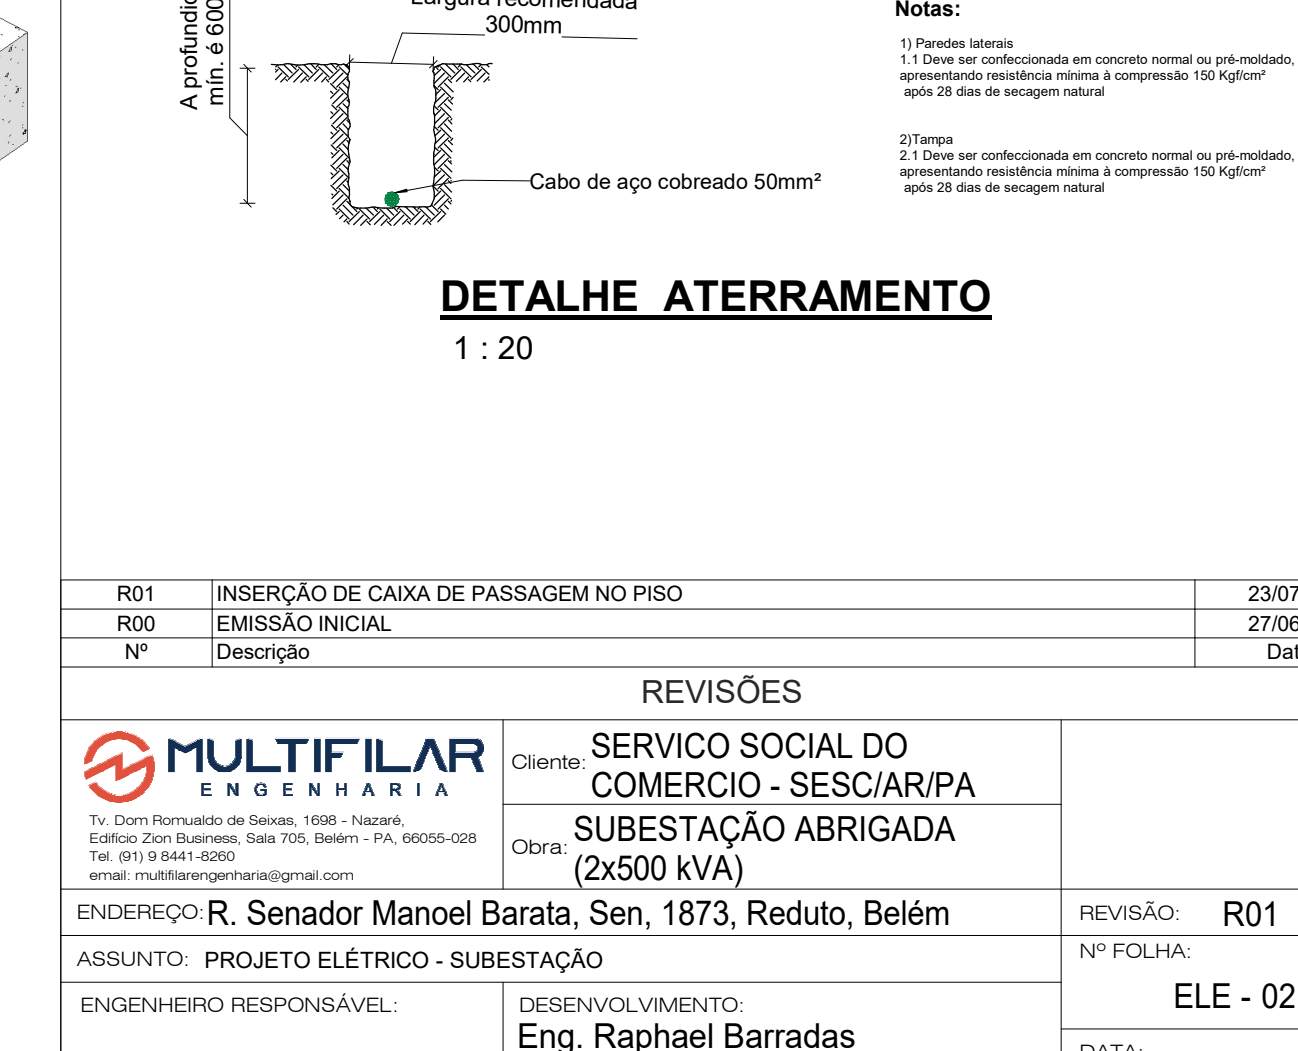 A profundid
mín. é 600
Largura recomendada
300mm
Cabo de aço cobreado 50mm²
Notas:
1) Paredes laterais
1.1 Deve ser confeccionada em concreto normal ou pré-moldado,
apresentando resistência mínima à compressão 150 Kgf/cm²
após 28 dias de secagem natural
2)Tampa
2.1 Deve ser confeccionada em concreto normal ou pré-moldado,
apresentando resistência mínima à compressão 150 Kgf/cm²
após 28 dias de secagem natural
DETALHE ATERRAMENTO
1 : 20
R01 INSERÇÃO DE CAIXA DE PASSAGEM NO PISO 23/07
R00 EMISSÃO INICIAL 27/06
Nº Descrição Dat
REVISÕES
MULTIFILAR
ENGENHARIA
Tv. Dom Romualdo de Seixas, 1698 - Nazaré,
Edifício Zion Business, Sala 705, Belém - PA, 66055-028
Tel. (91) 9 8441-8260
email: multifilarengenharia@gmail.com
Cliente: SERVICO SOCIAL DO
COMERCIO - SESC/AR/PA
Obra: SUBESTAÇÃO ABRIGADA
(2x500 kVA)
ENDEREÇO: R. Senador Manoel Barata, Sen, 1873, Reduto, Belém
REVISÃO: R01
ASSUNTO: PROJETO ELÉTRICO - SUBESTAÇÃO
Nº FOLHA:
ELE - 02
ENGENHEIRO RESPONSÁVEL:
DESENVOLVIMENTO:
Eng. Raphael Barradas
DATA: